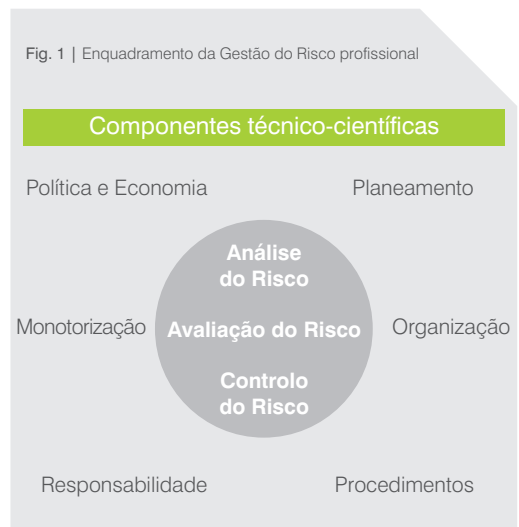 Fig. 1 | Enquadramento da Gestão do Risco profissional
Componentes técnico-científicas
Política e Economia
Planeamento
Análise
do Risco
Monotorização
Avaliação do Risco
Organização
Controlo
do Risco
Responsabilidade
Procedimentos